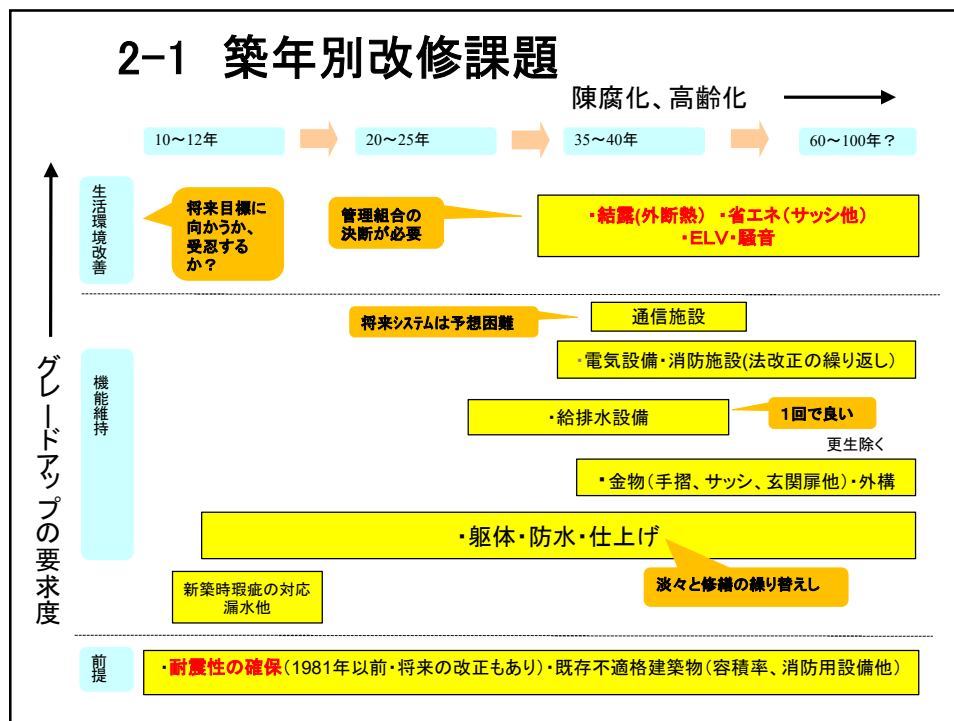 2-1 築年別改修課題
陳腐化、高齢化
10～12年
20～25年
35～40年
60～100年？
グレードアップの要求度
生活環境改善
将来目標に
向かうか、
受忍する
か？
管理組合の
決断が必要
・結露(外断熱） ・省エネ（サッシ他）
・ELV・騒音
機能維持
将来システムは予想困難
通信施設
・電気設備・消防施設(法改正の繰り返し）
・給排水設備
１回で良い
更生除く
・金物（手摺、サッシ、玄関扉他）・外構
・躯体・防水・仕上げ
淡々と修繕の繰り替えし
新築時瑕疵の対応
漏水他
前提
・耐震性の確保（1981年以前・将来の改正もあり）・既存不適格建築物（容積率、消防用設備他）